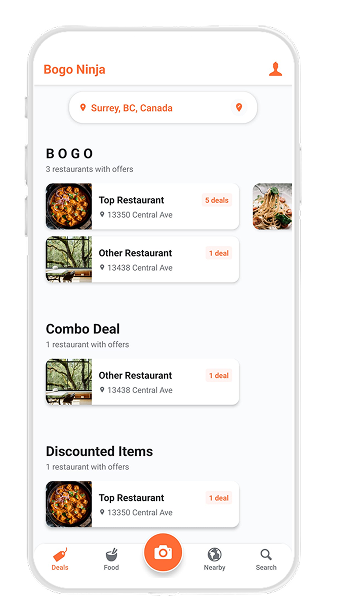 Bogo Ninja
Surrey, BC, Canada
B O G O
3 restaurants with offers
Top Restaurant
5 deals
13350 Central Ave
Other Restaurant
1 deal
13438 Central Ave
Combo Deal
1 restaurant with offers
Other Restaurant
1 deal
13438 Central Ave
Discounted Items
1 restaurant with offers
Top Restaurant
1 deal
13350 Central Ave
Deals
Food
Nearby
Search